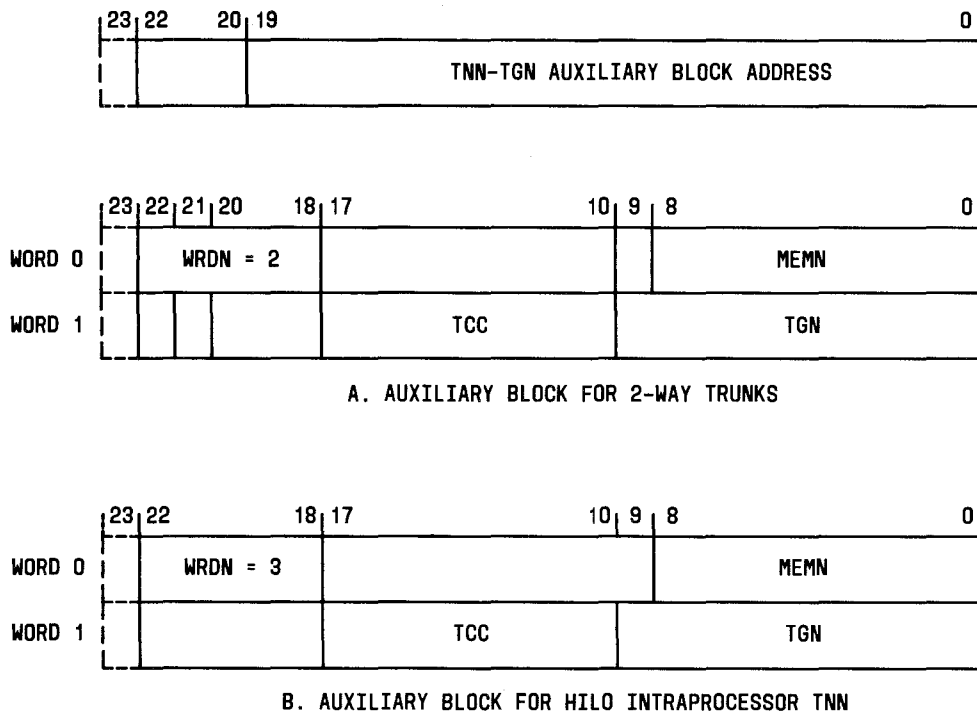 23 22 20 19 0
TNN-TGN AUXILIARY BLOCK ADDRESS
23 22 21 20 18 17 10 9 8 0
WORD 0 WRDN = 2 MEMN
WORD 1 TCC TGN
A. AUXILIARY BLOCK FOR 2-WAY TRUNKS
23 22 18 17 10 9 8 0
WORD 0 WRDN = 3 MEMN
WORD 1 TCC TGN
B. AUXILIARY BLOCK FOR HILO INTRAPROCESSOR TNN